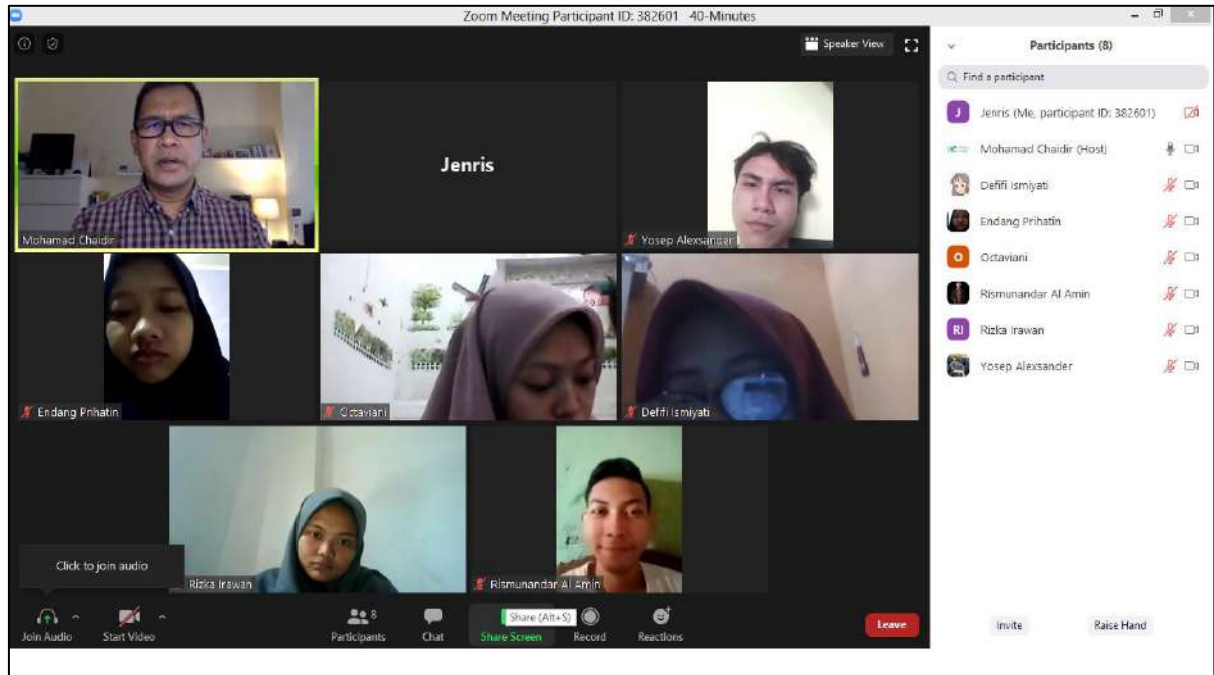 Zoom Meeting Participant ID: 382601 40-Minutes
Speaker View
Participants (8)
Find a participant
J Jenris (Me, participant ID: 382601)
Mohamad Chaidir (Host)
Defifi Ismiyati
Endang Prihatin
O Octaviani
Rismunandar Al Amin
RI Rizka Irawan
Yosep Alexsander
Mohamad Chaidir
Jenris
Yosep Alexsander
Endang Prihatin
Octaviani
Defifi Ismiyati
Rizka Irawan
Rismunandar Al Amin
Click to join audio
Join Audio
Start Video
8
Participants
Chat
Share (Alt+S)
Share Screen
Record
Reactions
Leave
Invite
Raise Hand